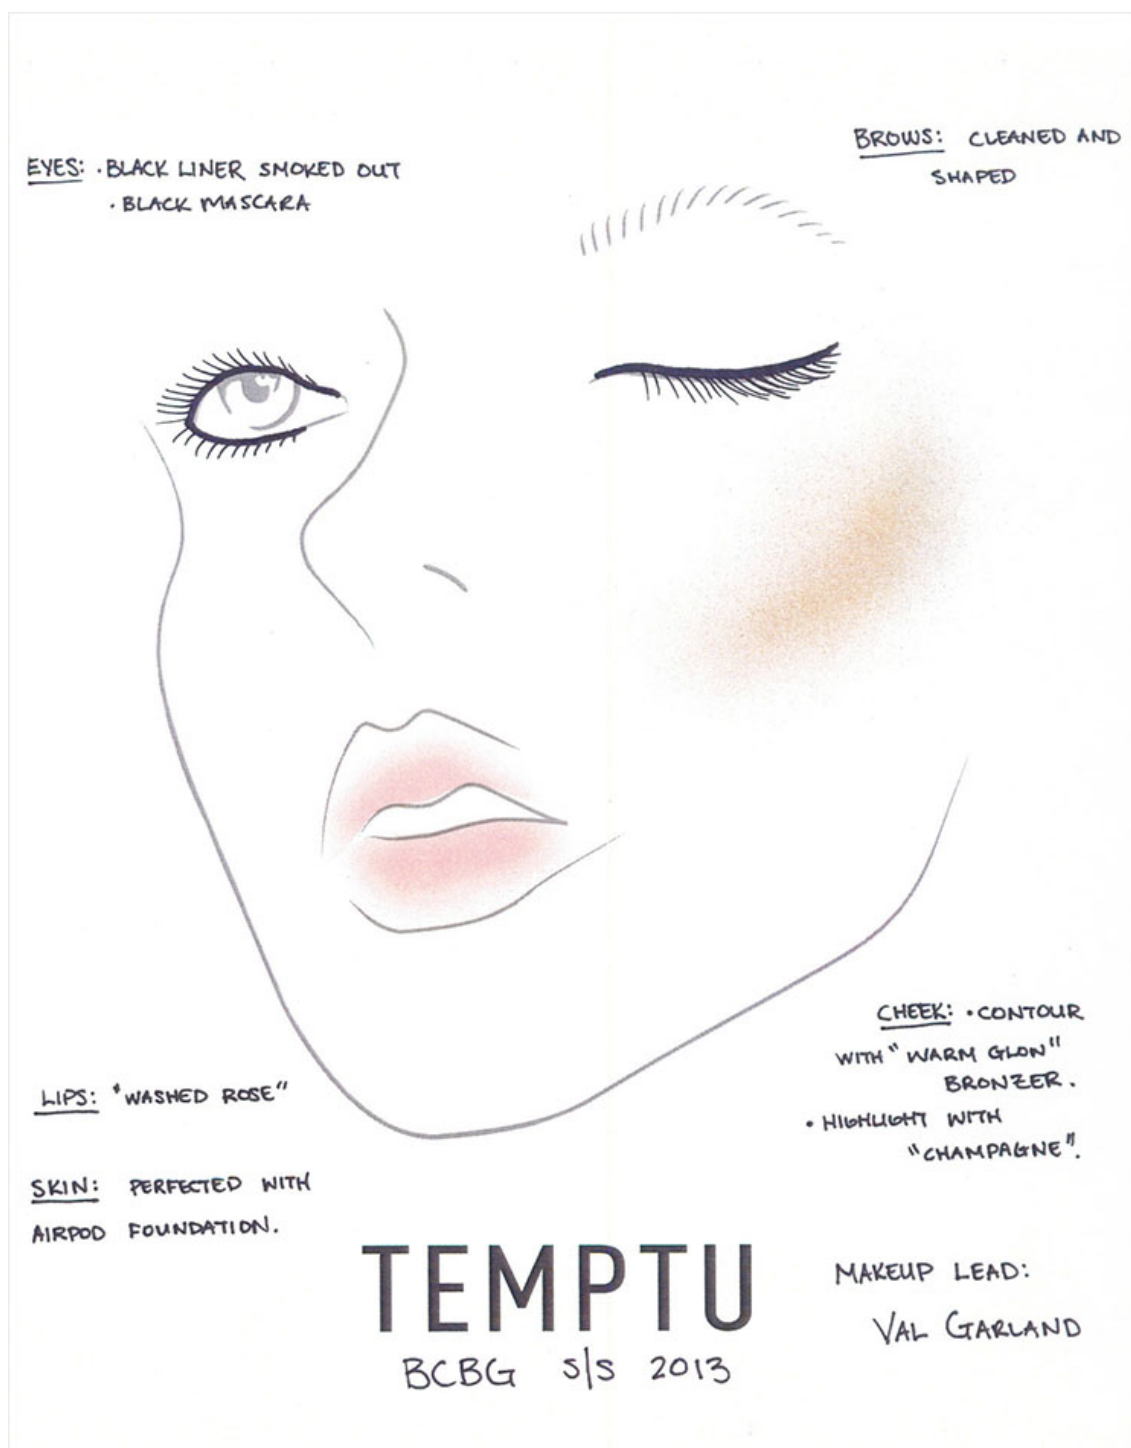 EYES: · BLACK LINER SMOKED OUT
· BLACK MASCARA
BROWS: CLEANED AND
SHAPED
CHEEK: · CONTOUR
WITH "WARM GLOW"
BRONZER.
· HIGHLIGHT WITH
"CHAMPAGNE".
LIPS: "WASHED ROSE"
SKIN: PERFECTED WITH
AIRPOD FOUNDATION.
TEMPTU
BCBG S/S 2013
MAKEUP LEAD:
VAL GARLAND